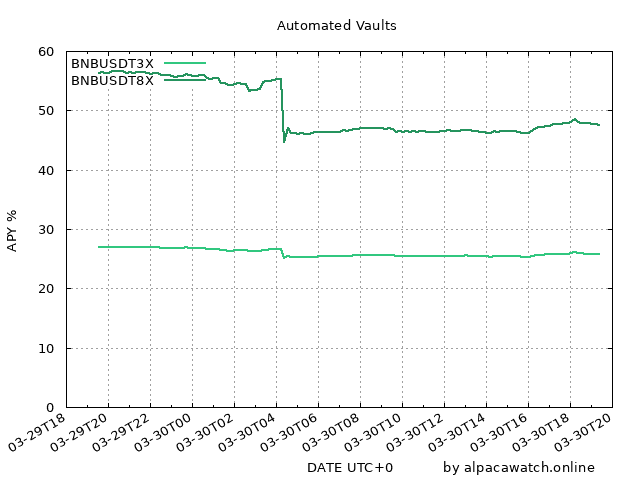 Automated Vaults
BNBUSDT3X
BNBUSDT8X
APY %
60
50
40
30
20
10
0
03-29T18
03-29T20
03-29T22
03-30T00
03-30T02
03-30T04
03-30T06
03-30T08
03-30T10
03-30T12
03-30T14
03-30T16
03-30T18
03-30T20
DATE UTC+0 by alpacawatch.online